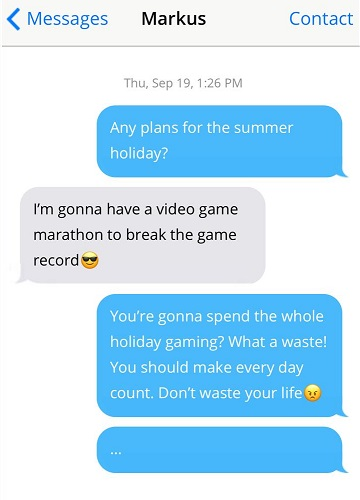 Messages Markus Contact
Thu, Sep 19, 1:26 PM
Any plans for the summer
holiday?
I’m gonna have a video game
marathon to break the game
record😎
You’re gonna spend the whole
holiday gaming? What a waste!
You should make every day
count. Don’t waste your life😠
...